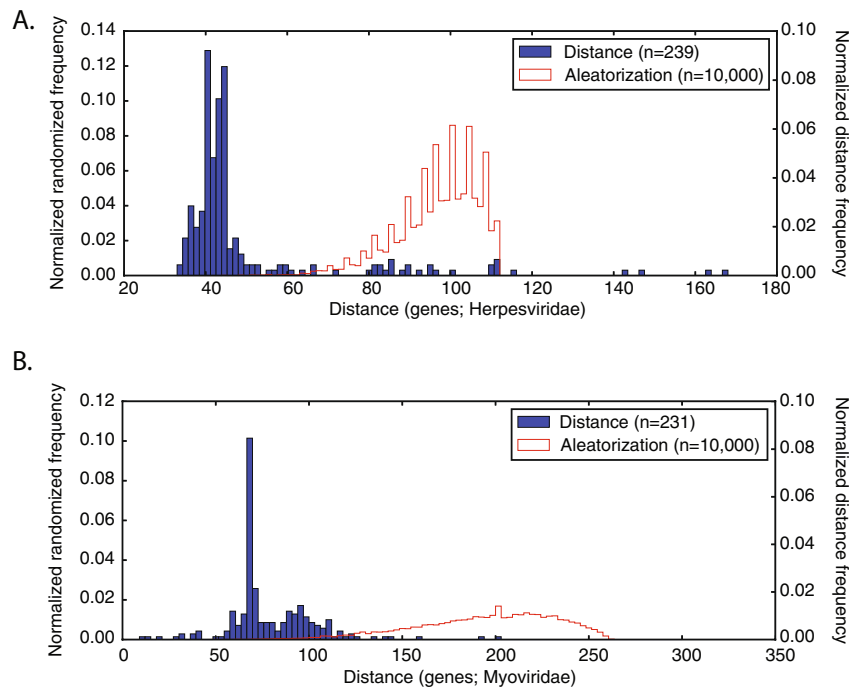 A.
Normalized randomized frequency
0.14
0.12
0.10
0.08
0.06
0.04
0.02
0.00
20 40 60 80 100 120 140 160 180
Distance (genes; Herpesviridae)
Distance (n=239)
Aleatorization (n=10,000)
0.10
0.08
0.06
0.04
0.02
0.00
Normalized distance frequency
B.
Normalized randomized frequency
0.12
0.10
0.08
0.06
0.04
0.02
0.00
0 50 100 150 200 250 300 350
Distance (genes; Myoviridae)
Distance (n=231)
Aleatorization (n=10,000)
0.10
0.08
0.06
0.04
0.02
0.00
Normalized distance frequency